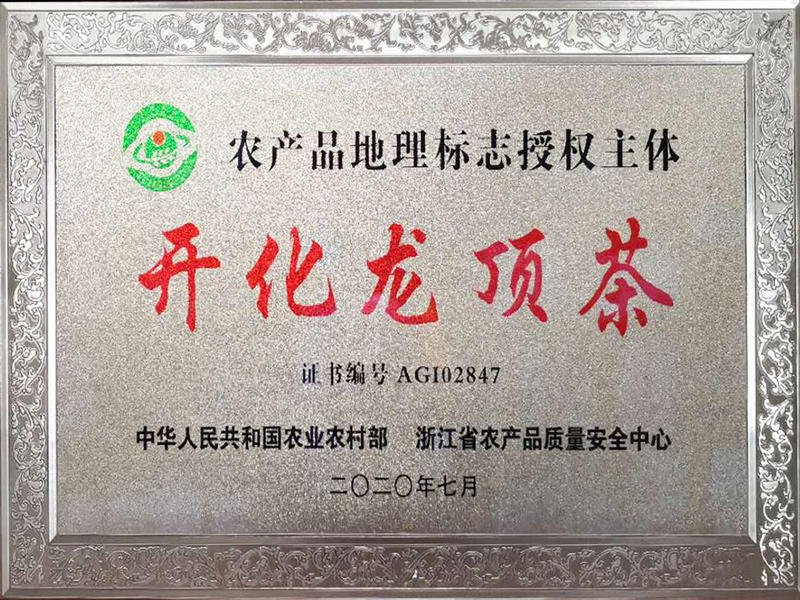 农产品地理标志授权主体
开化龙顶茶
证书编号 AGI02847
中华人民共和国农业农村部 浙江省农产品质量安全中心
二〇二〇年七月